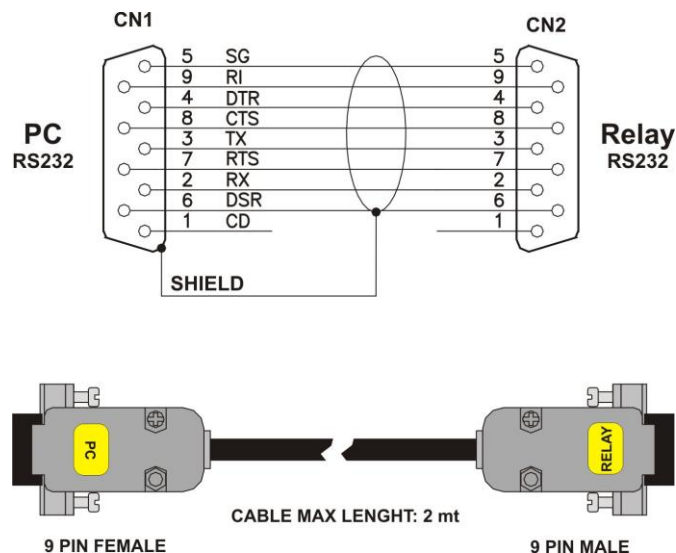 CN1
CN2
5 SG 5
9 RI 9
4 DTR 4
8 CTS 8
3 TX 3
7 RTS 7
2 RX 2
6 DSR 6
1 CD 1
PC
RS232
Relay
RS232
SHIELD
PC
RELAY
CABLE MAX LENGHT: 2 mt
9 PIN FEMALE
9 PIN MALE